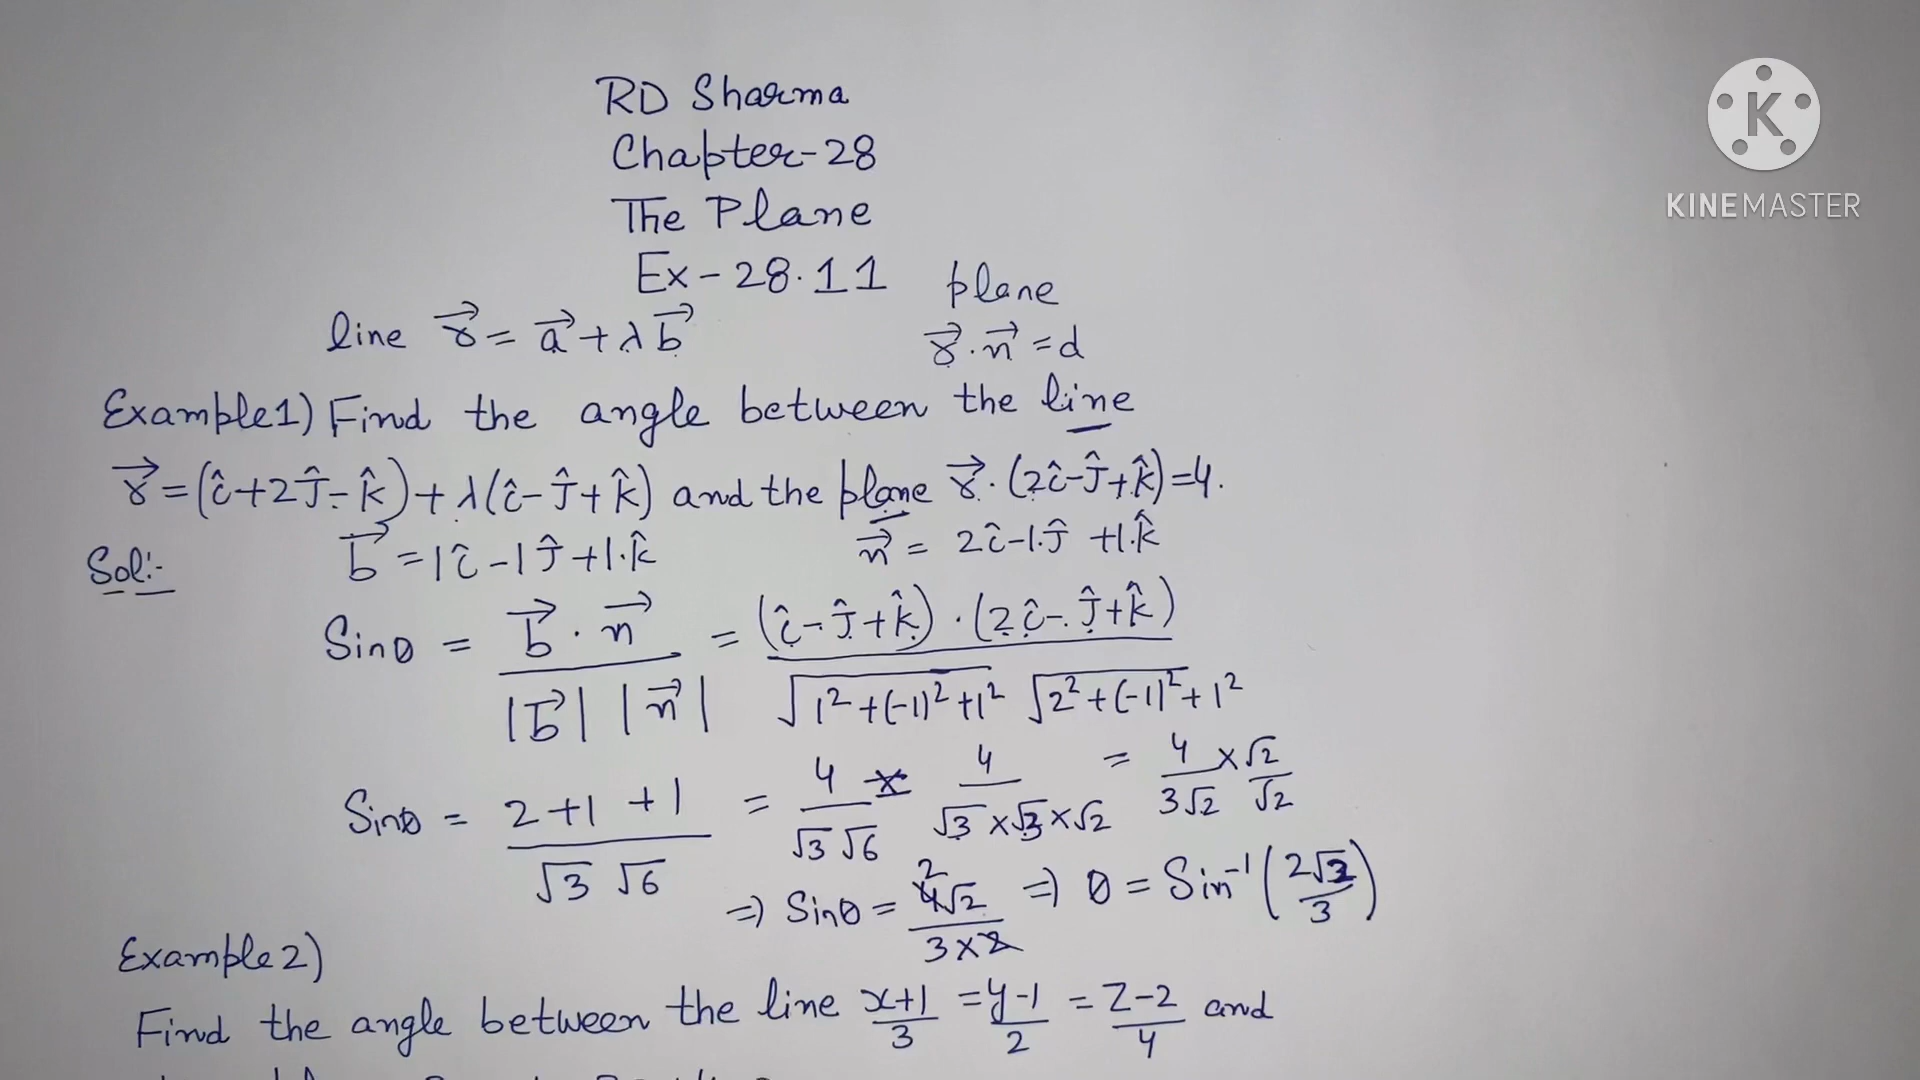 RD Sharma
Chapter-28
The Plane
Ex-28.11
plane
line r⃗ = a⃗ + λb⃗
r⃗.n⃗ = d
Example1) Find the angle between the line
r⃗ = (î+2Ĵ-k̂)+λ(î-Ĵ+k̂) and the plane r⃗.(2î-Ĵ+k̂)=4.
Sol:- b⃗ = 1î-1Ĵ+1.k̂ n⃗ = 2î-1.Ĵ+1.k̂
Sinθ = b⃗.n⃗ / |b⃗| |n⃗| = (î-Ĵ+k̂).(2î-Ĵ+k̂) / √1²+(-1)²+1² √2²+(-1)²+1²
Sinθ = 2+1+1 / √3 √6 = 4 / √3 √6 4 / √3×√3×√2 = 4 / 3√2 × √2 / √2
⇒ Sinθ = 4√2 / 3×2 2 ⇒ θ = Sin⁻¹(2√2 / 3)
Example2)
Find the angle between the line x+1 / 3 = y-1 / 2 = z-2 / 4 and
K
KINEMASTER